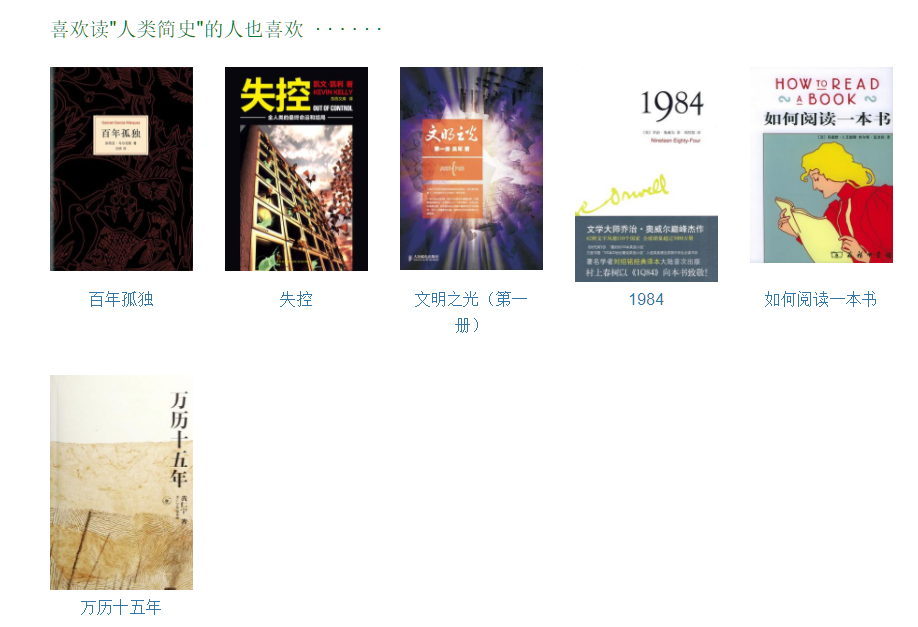 喜欢读"人类简史"的人也喜欢 · · · · · ·
Gabriel García Márquez
百年孤独
失控
凯文·凯利 著
KEVIN KELLY
OUT OF CONTROL
全人类的最终命运和结局
文明之光
第一册
1984
Nineteen Eighty-Four
Orwell
文学大师乔治·奥威尔巅峰杰作
著名学者刘绍铭经典译本大陆首次出版
村上春树以《1Q84》向本书致敬!
HOW TO READ
A BOOK
如何阅读一本书
百年孤独
失控
文明之光（第一
册）
1984
如何阅读一本书
万历十五年
黄仁宇 著
万历十五年